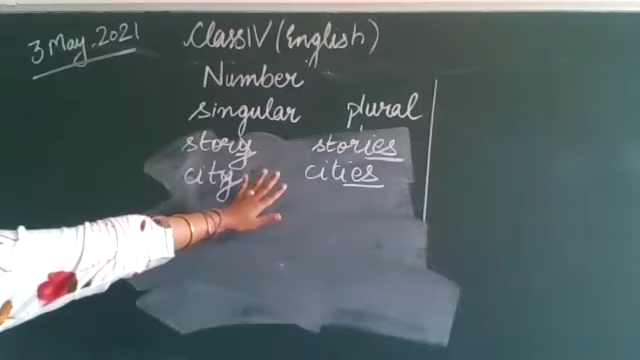 3 May. 2021
Class IV (English)
Number
singular plural
story stories
city cities